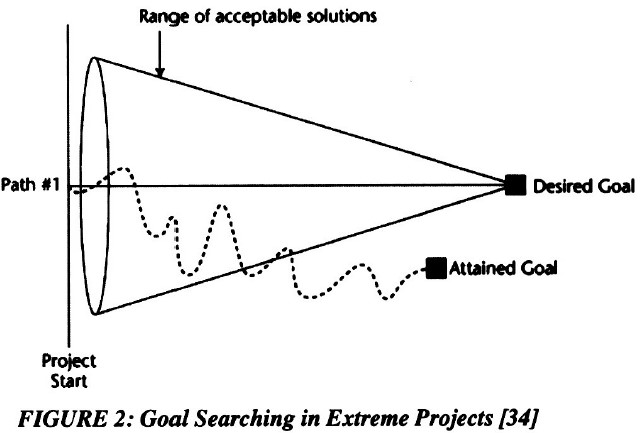 Range of acceptable solutions
Path #1
Desired Goal
Attained Goal
Project
Start
FIGURE 2: Goal Searching in Extreme Projects [34]